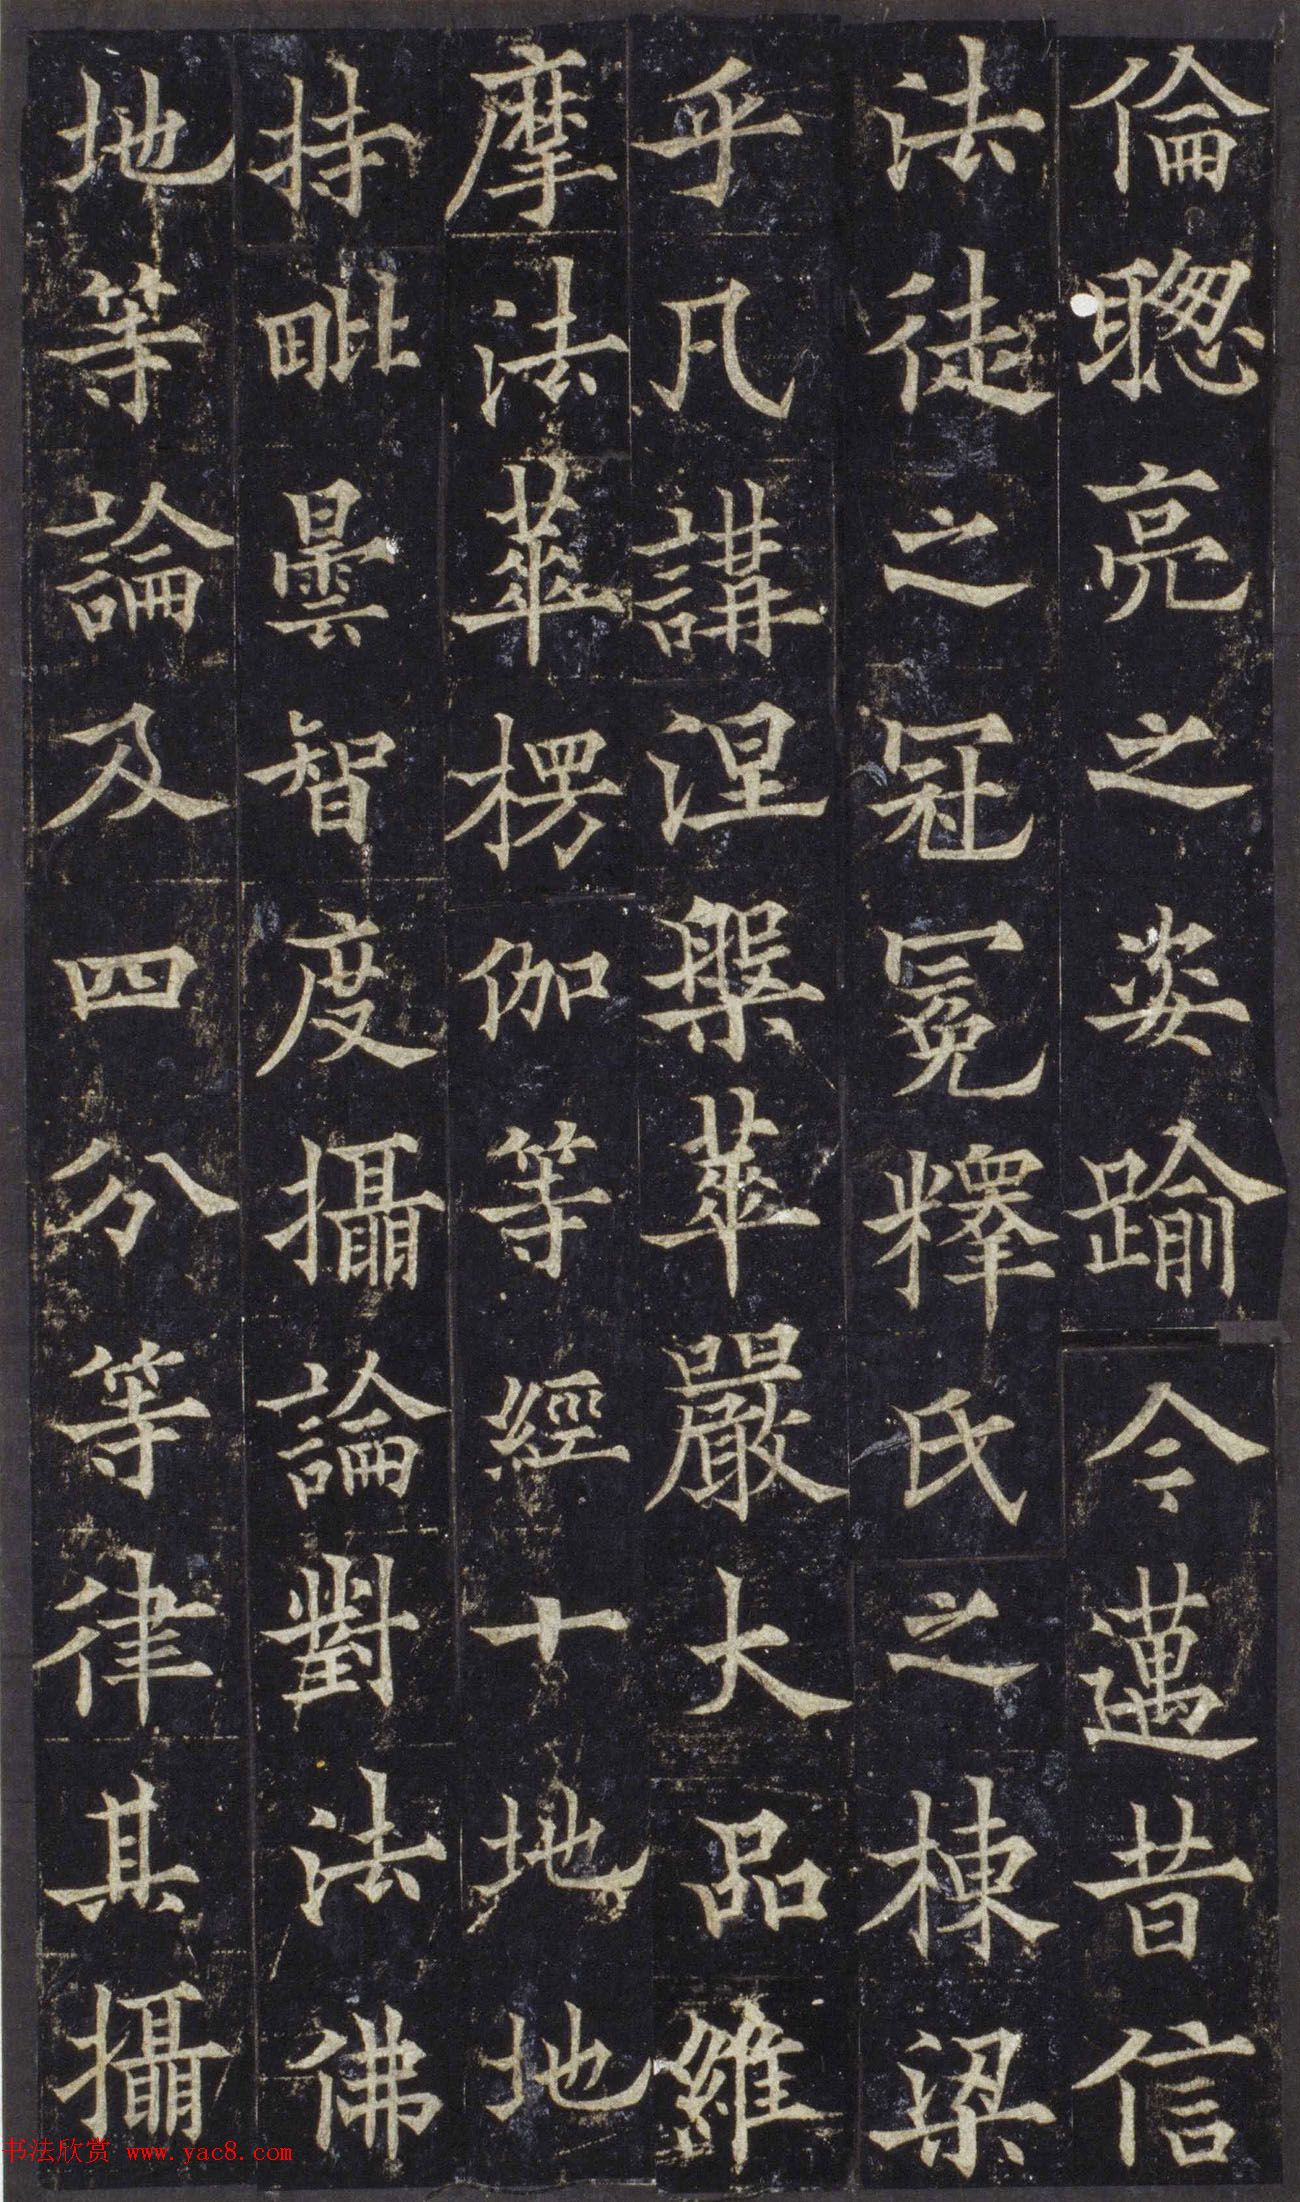 倫聰亮之姿踰今邁昔信
法徒之冠冕釋氏之棟梁
乎凡講涅槃華嚴大品維
摩法華楞伽等經十地地
持毗曇智度攝論對法佛
地等論及四分等律其攝
书法欣赏 www.yac8.com